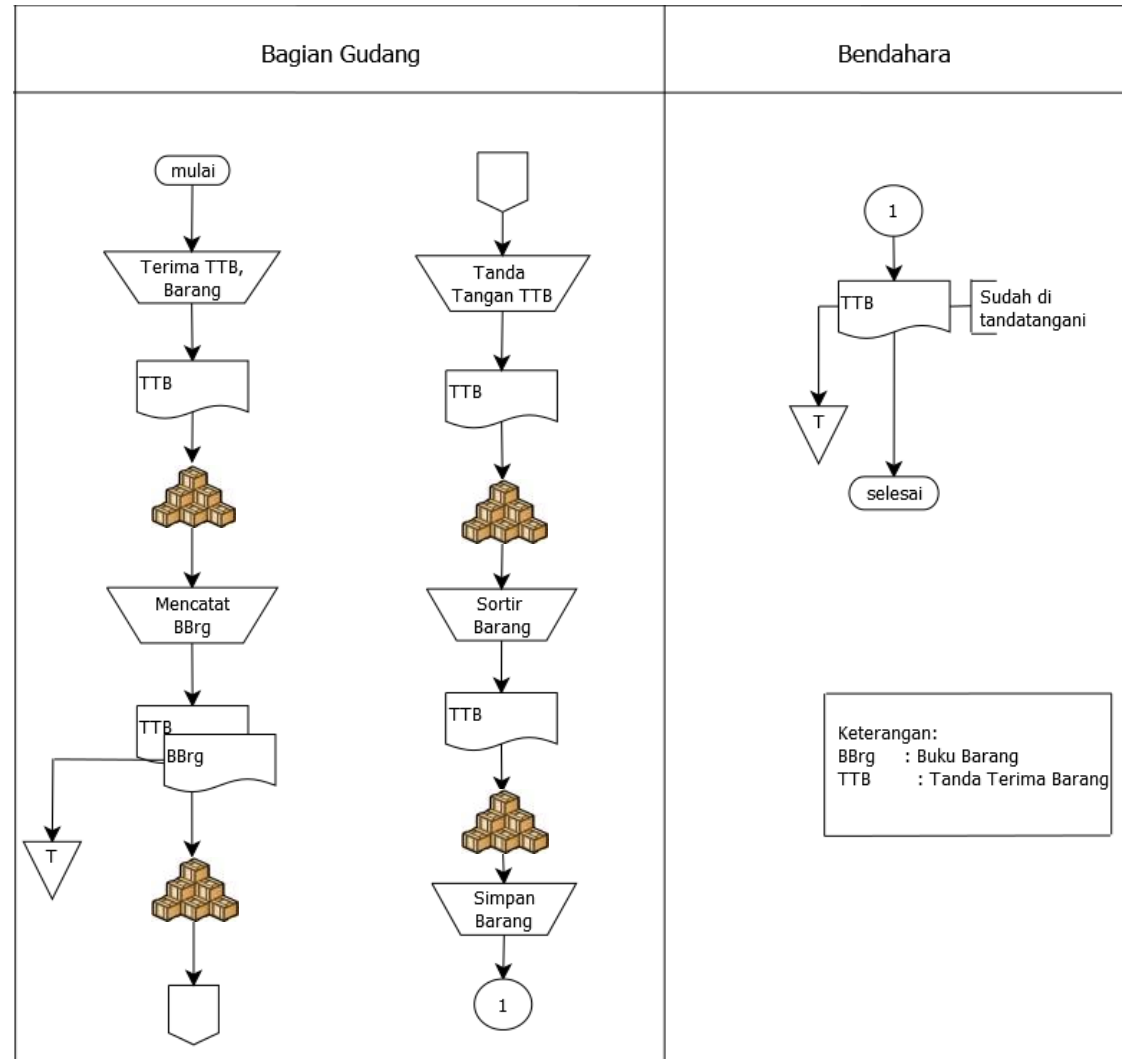 Bagian Gudang
Bendahara
mulai
Terima TTB,
Barang
TTB
Mencatat
BBrg
TTB
BBrg
T
Tanda
Tangan TTB
TTB
Sortir
Barang
TTB
Simpan
Barang
1
1
TTB
Sudah di
tandatangani
T
selesai
Keterangan:
BBrg : Buku Barang
TTB : Tanda Terima Barang